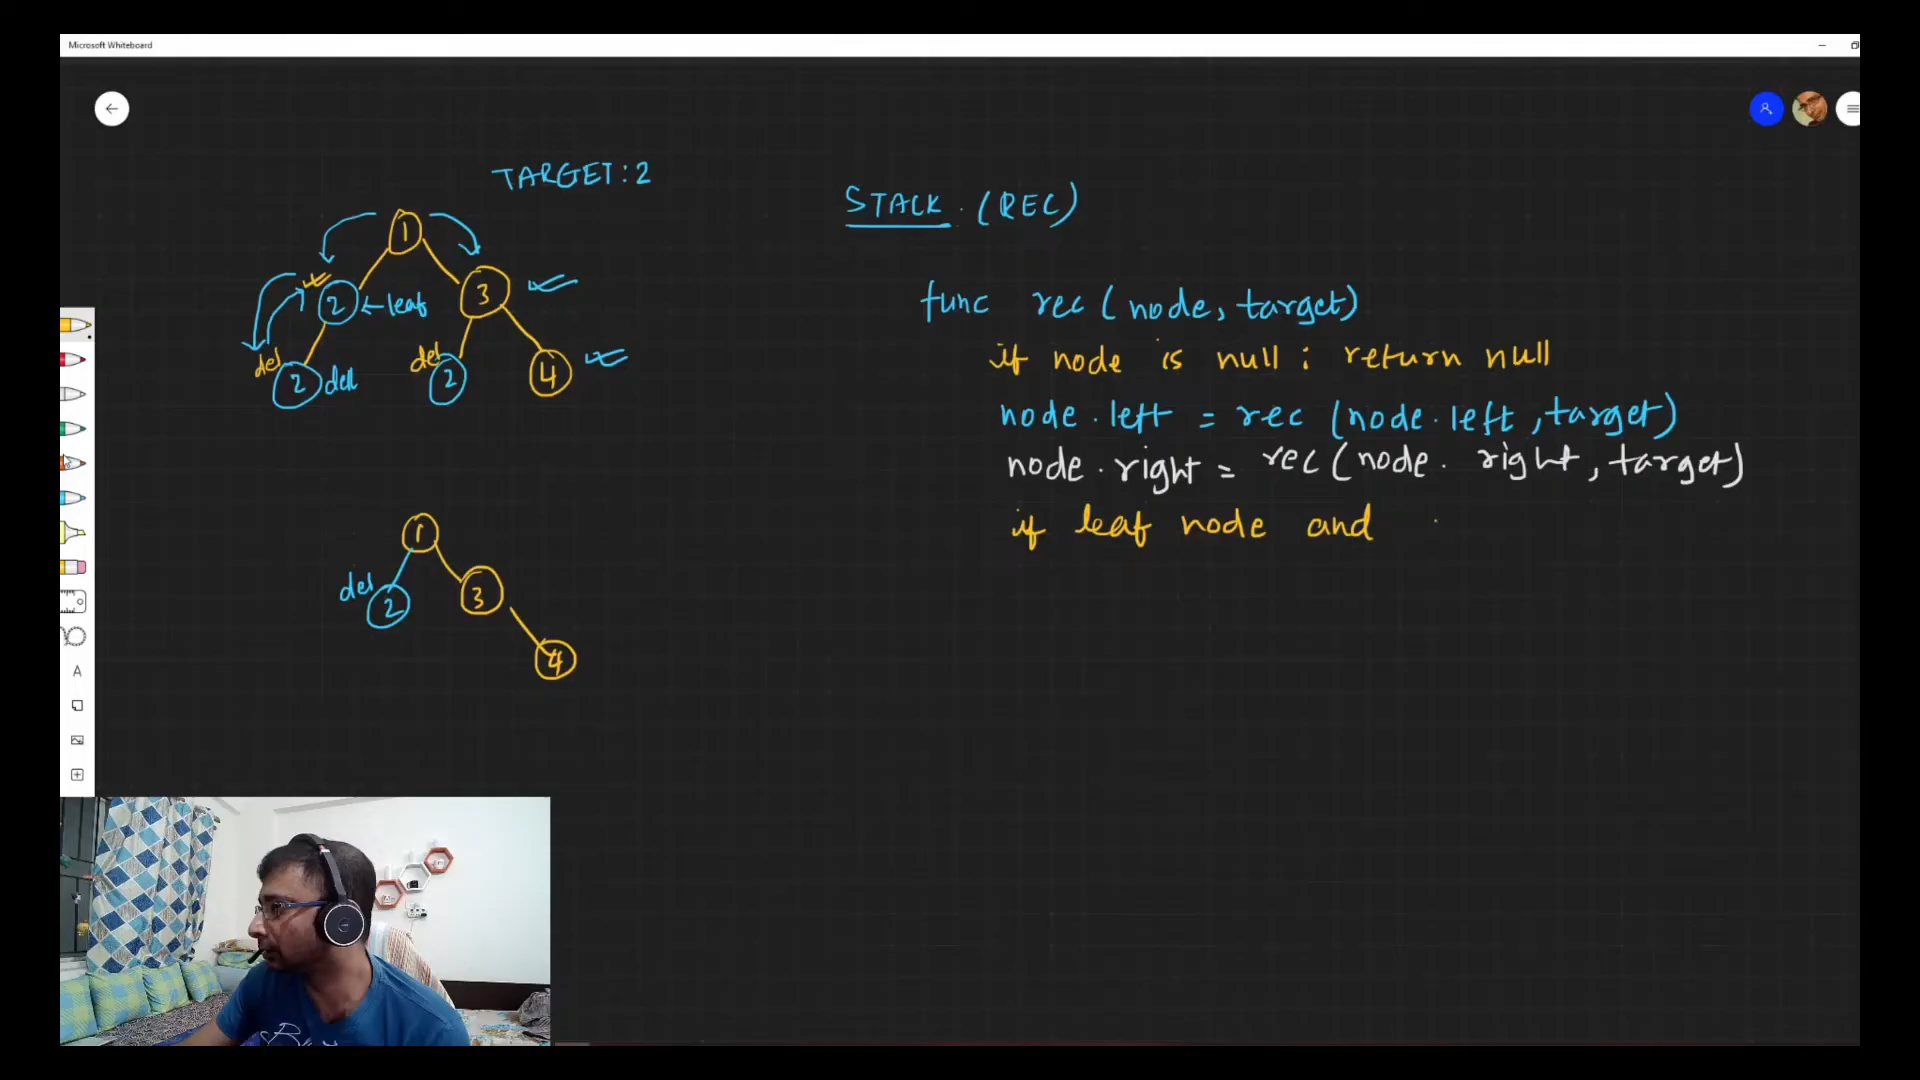 Microsoft Whiteboard
TARGET: 2
1
2 ← leaf
3
del 2 del
del 2
4
1
del 2
3
4
STACK. (REC)
func rec (node, target)
if node is null : return null
node.left = rec (node.left, target)
node.right = rec (node.right, target)
if leaf node and
A